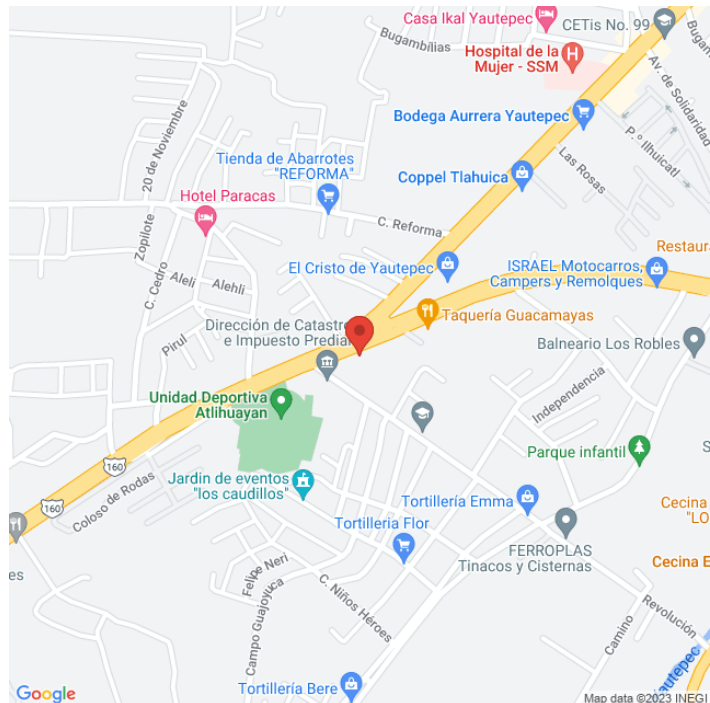 Casa Ikal Yautepec
CETis No. 99
Bugambilias
Bugam
Hospital de la
Mujer - SSM
H
Av. de Solidaridad
Bodega Aurrera Yautepec
P.º Ilhuicatl
20 de Noviembre
Zopilote
Tienda de Abarrotes
"REFORMA"
Las Rosas
Coppel Tlahuica
Hotel Paracas
C. Reforma
Restaura
El Cristo de Yautepec
ISRAEL Motocarros,
Campers y Remolques
C. Cedro
Aleli
Alehli
Taquería Guacamayas
Dirección de Catastr
e Impuesto Predia
Pirul
Balneario Los Robles
Independencia
Unidad Deportiva
Atlihuayan
Parque infantil
S
160
Jardin de eventos
"los caudillos"
Coloso de Rodas
160
Tortillería Emma
Cecina
"LO
Tortilleria Flor
FERROPLAS
Tinacos y Cisternas
es
Cecina E
Felipe Neri
C. Niños Héroes
Campo Guajoyuca
Revolución
Camino
Yautepec
Tortillería Bere
Google
Map data ©2023 INEGI